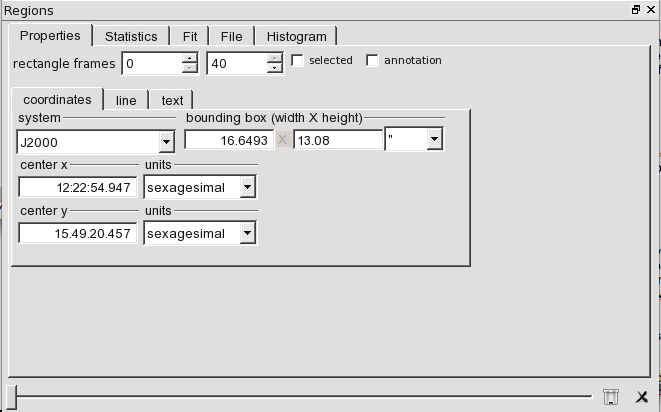 Regions
Properties Statistics Fit File Histogram
rectangle frames 0 40 selected annotation
coordinates line text
system bounding box (width X height)
J2000 16.6493 X 13.08 "
center x units
12:22:54.947 sexagesimal
center y units
15.49.20.457 sexagesimal